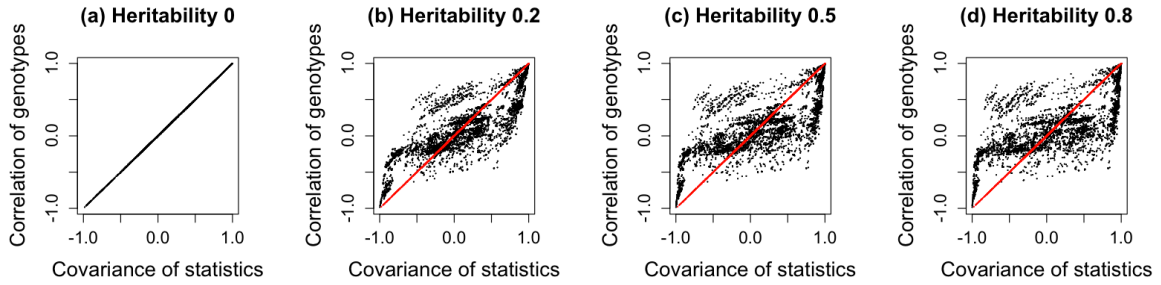 (a) Heritability 0
Correlation of genotypes
1.0
0.0
-1.0
-1.0 0.0 1.0
Covariance of statistics
(b) Heritability 0.2
Correlation of genotypes
1.0
0.0
-1.0
-1.0 0.0 1.0
Covariance of statistics
(c) Heritability 0.5
Correlation of genotypes
1.0
0.0
-1.0
-1.0 0.0 1.0
Covariance of statistics
(d) Heritability 0.8
Correlation of genotypes
1.0
0.0
-1.0
-1.0 0.0 1.0
Covariance of statistics